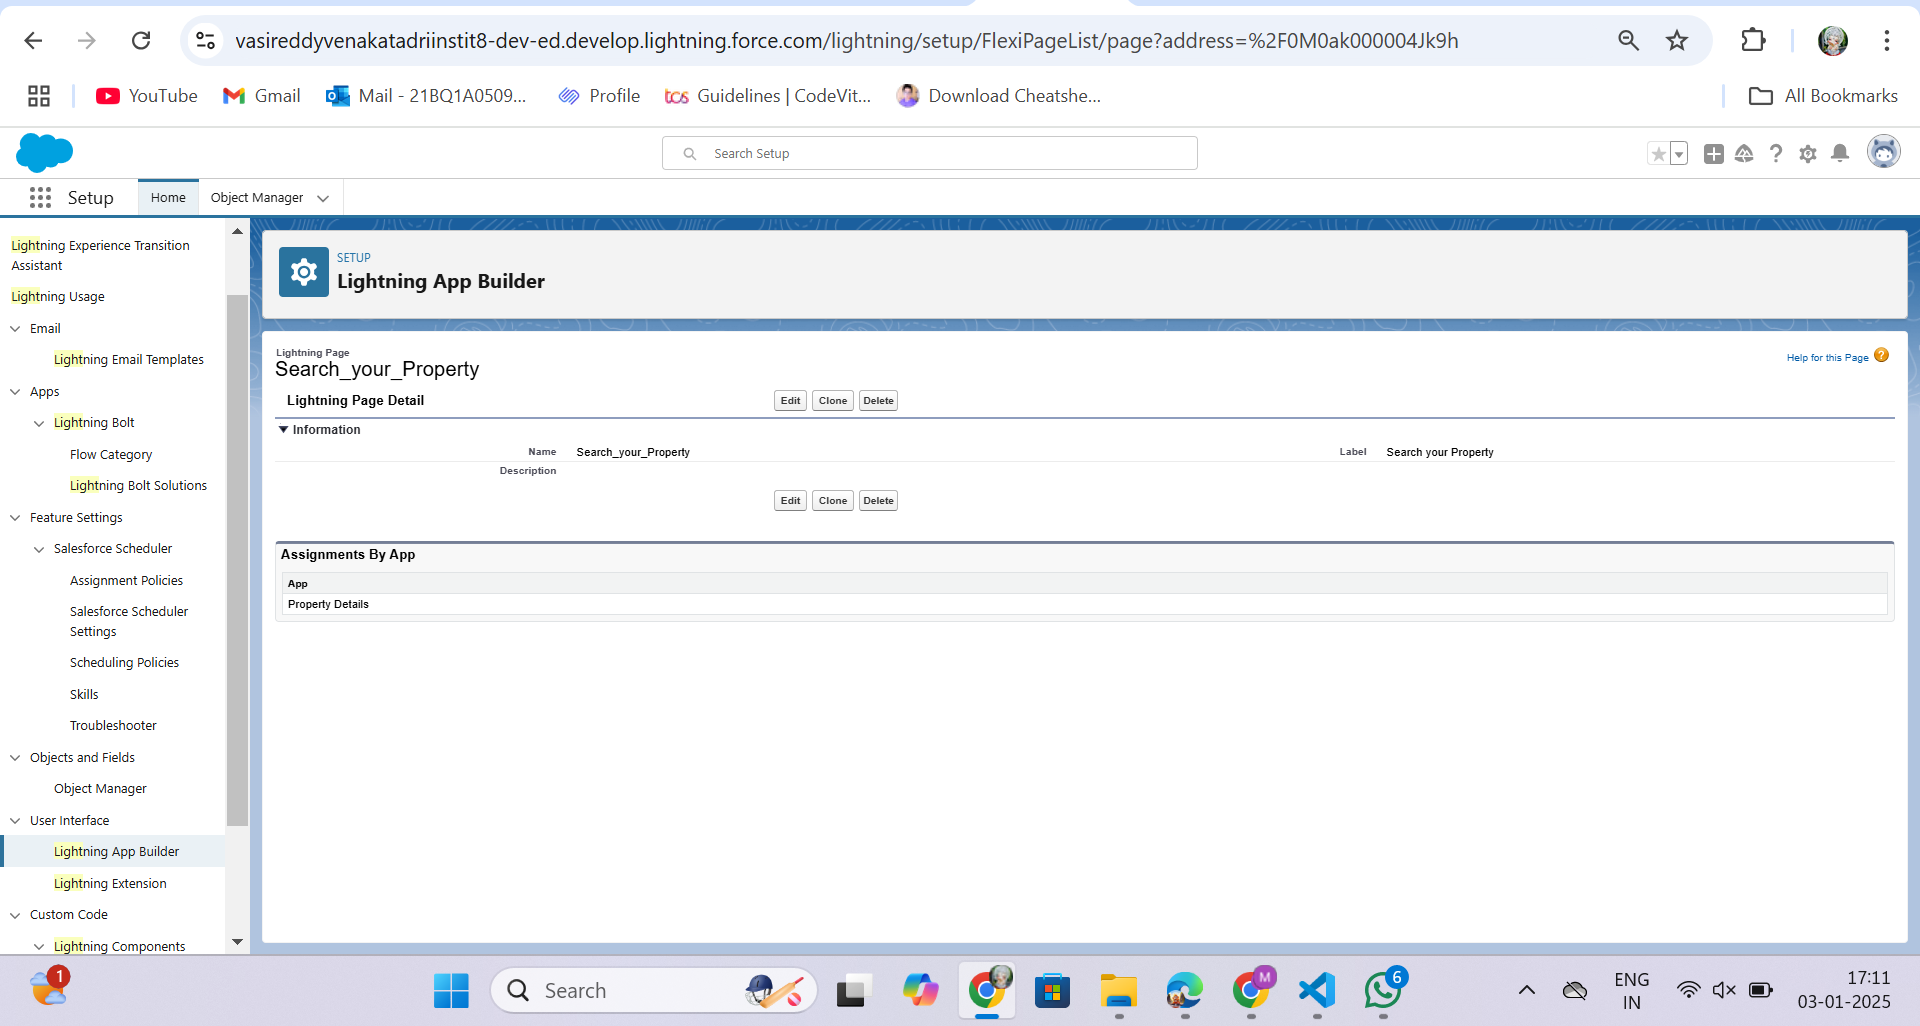 vasireddyvenakatadriinstit8-dev-ed.develop.lightning.force.com/lightning/setup/FlexiPageList/page?address=%2F0M0ak000004Jk9h
YouTube
Gmail
Mail - 21BQ1A0509...
Profile
tcs Guidelines | CodeVit...
Download Cheatshe...
All Bookmarks
Search Setup
Setup
Home
Object Manager
Lightning Experience Transition
Assistant
Lightning Usage
Email
Lightning Email Templates
Apps
Lightning Bolt
Flow Category
Lightning Bolt Solutions
Feature Settings
Salesforce Scheduler
Assignment Policies
Salesforce Scheduler
Settings
Scheduling Policies
Skills
Troubleshooter
Objects and Fields
Object Manager
User Interface
Lightning App Builder
Lightning Extension
Custom Code
Lightning Components
SETUP
Lightning App Builder
Lightning Page
Search_your_Property
Help for this Page ?
Lightning Page Detail
Edit Clone Delete
Information
Name Search_your_Property Label Search your Property
Description
Edit Clone Delete
Assignments By App
App
Property Details
1
Search
M
6
ENG
IN
17:11
03-01-2025